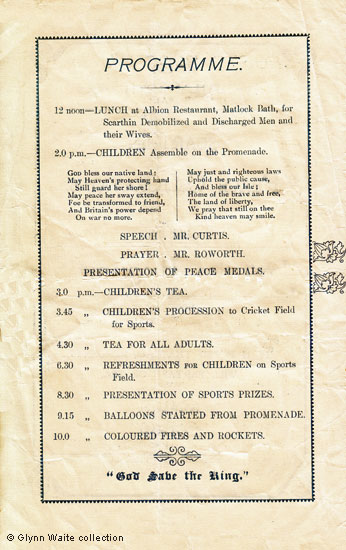 PROGRAMME.
12 noon—LUNCH at Albion Restaurant, Matlock Bath, for
Scarthin Demobilized and Discharged Men and
their Wives.
2.0 p.m.—CHILDREN Assemble on the Promenade.
GOD bless our native land;
May Heaven's protecting hand
Still guard her shore!
May peace her sway extend,
Foe be transformed to friend,
And Britain's power depend
On war no more.
May just and righteous laws
Uphold the public cause,
And bless our Isle;
Home of the brave and free,
The land of liberty,
We pray that still on thee
Kind heaven may smile.
SPEECH . MR. CURTIS.
PRAYER . MR. ROWORTH.
PRESENTATION OF PEACE MEDALS.
3.0 p.m.—CHILDREN'S TEA.
3.45 „ CHILDREN'S PROCESSION to Cricket Field
for Sports.
4.30 „ TEA FOR ALL ADULTS.
6.30 „ REFRESHMENTS FOR CHILDREN on Sports
Field.
8.30 „ PRESENTATION OF SPORTS PRIZES.
9.15 „ BALLOONS STARTED FROM PROMENADE.
10.0 „ COLOURED FIRES AND ROCKETS.
"God Save the King."
© Glynn Waite collection